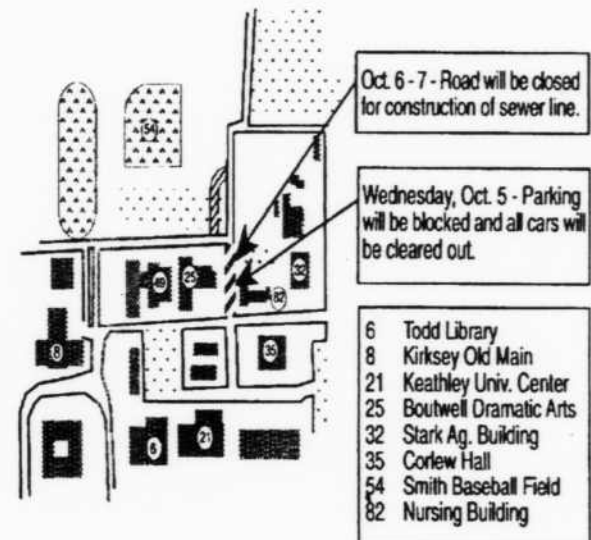 Oct. 6 - 7 - Road will be closed
for construction of sewer line.
Wednesday, Oct. 5 - Parking
will be blocked and all cars will
be cleared out.
54
49
25
32
82
8
35
6
21
6 Todd Library
8 Kirksey Old Main
21 Keathley Univ. Center
25 Boutwell Dramatic Arts
32 Stark Ag. Building
35 Corlew Hall
54 Smith Baseball Field
82 Nursing Building